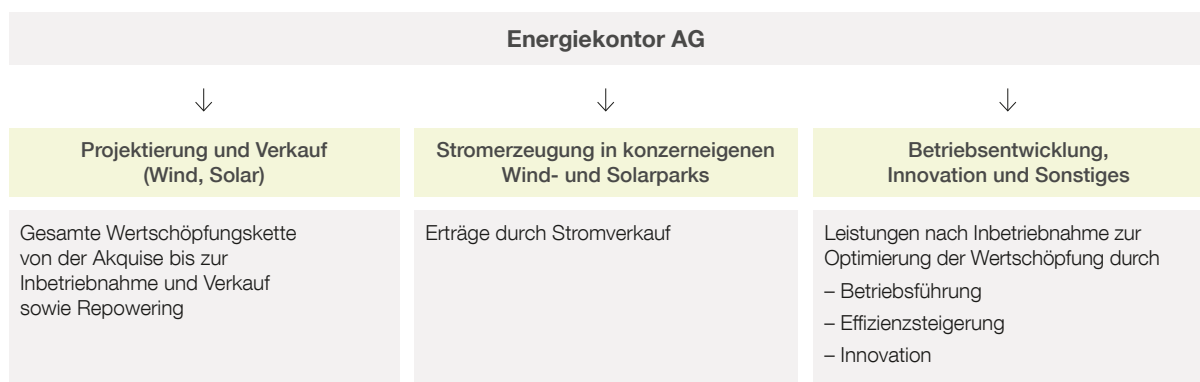 Energiekontor AG
Projektierung und Verkauf
(Wind, Solar)
Gesamte Wertschöpfungskette
von der Akquise bis zur
Inbetriebnahme und Verkauf
sowie Repowering
Stromerzeugung in konzerneigenen
Wind- und Solarparks
Erträge durch Stromverkauf
Betriebsentwicklung,
Innovation und Sonstiges
Leistungen nach Inbetriebnahme zur
Optimierung der Wertschöpfung durch
– Betriebsführung
– Effizienzsteigerung
– Innovation